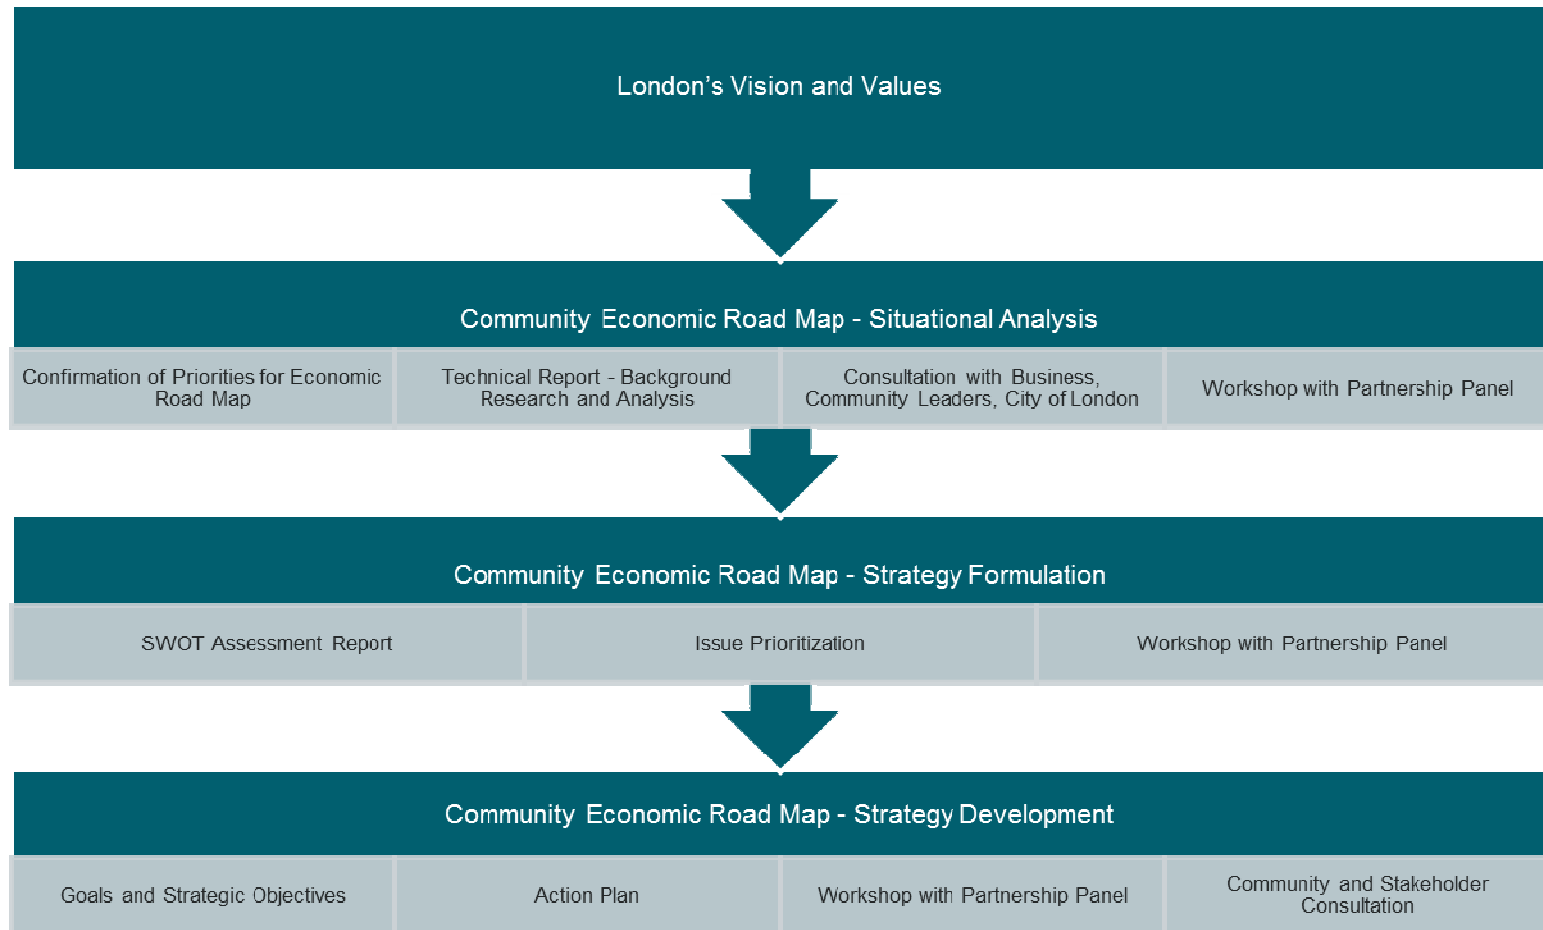 London’s Vision and Values
Community Economic Road Map - Situational Analysis
Confirmation of Priorities for Economic
Road Map
Technical Report - Background
Research and Analysis
Consultation with Business,
Community Leaders, City of London
Workshop with Partnership Panel
Community Economic Road Map - Strategy Formulation
SWOT Assessment Report
Issue Prioritization
Workshop with Partnership Panel
Community Economic Road Map - Strategy Development
Goals and Strategic Objectives
Action Plan
Workshop with Partnership Panel
Community and Stakeholder
Consultation